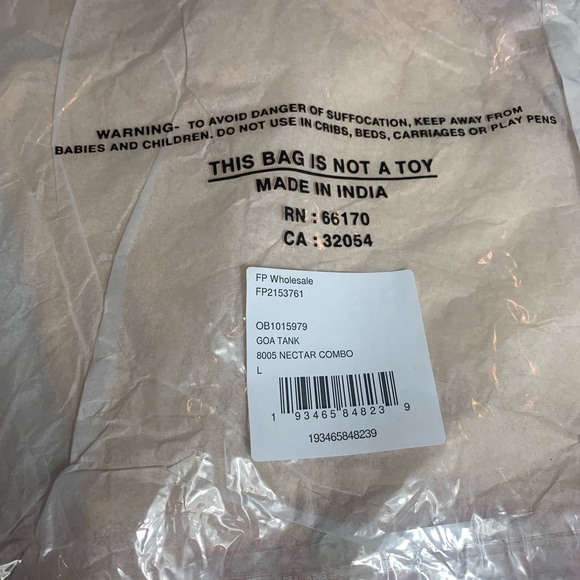 WARNING- TO AVOID DANGER OF SUFFOCATION, KEEP AWAY FROM
BABIES AND CHILDREN. DO NOT USE IN CRIBS, BEDS, CARRIAGES OR PLAY PENS
THIS BAG IS NOT A TOY
MADE IN INDIA
RN : 66170
CA : 32054
FP Wholesale
FP2153761
OB1015979
GOA TANK
8005 NECTAR COMBO
L
1 93465 84823 9
193465848239